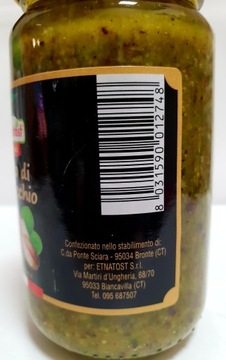 di
8 031590 012748
Confezionato nello stabilimento di:
C.da Ponte Sciara - 95034 Bronte (CT)
per: ETNATOST S.r.l.
Via Martiri d'Ungheria, 68/70
95033 Biancavilla (CT)
Tel. 095 687507